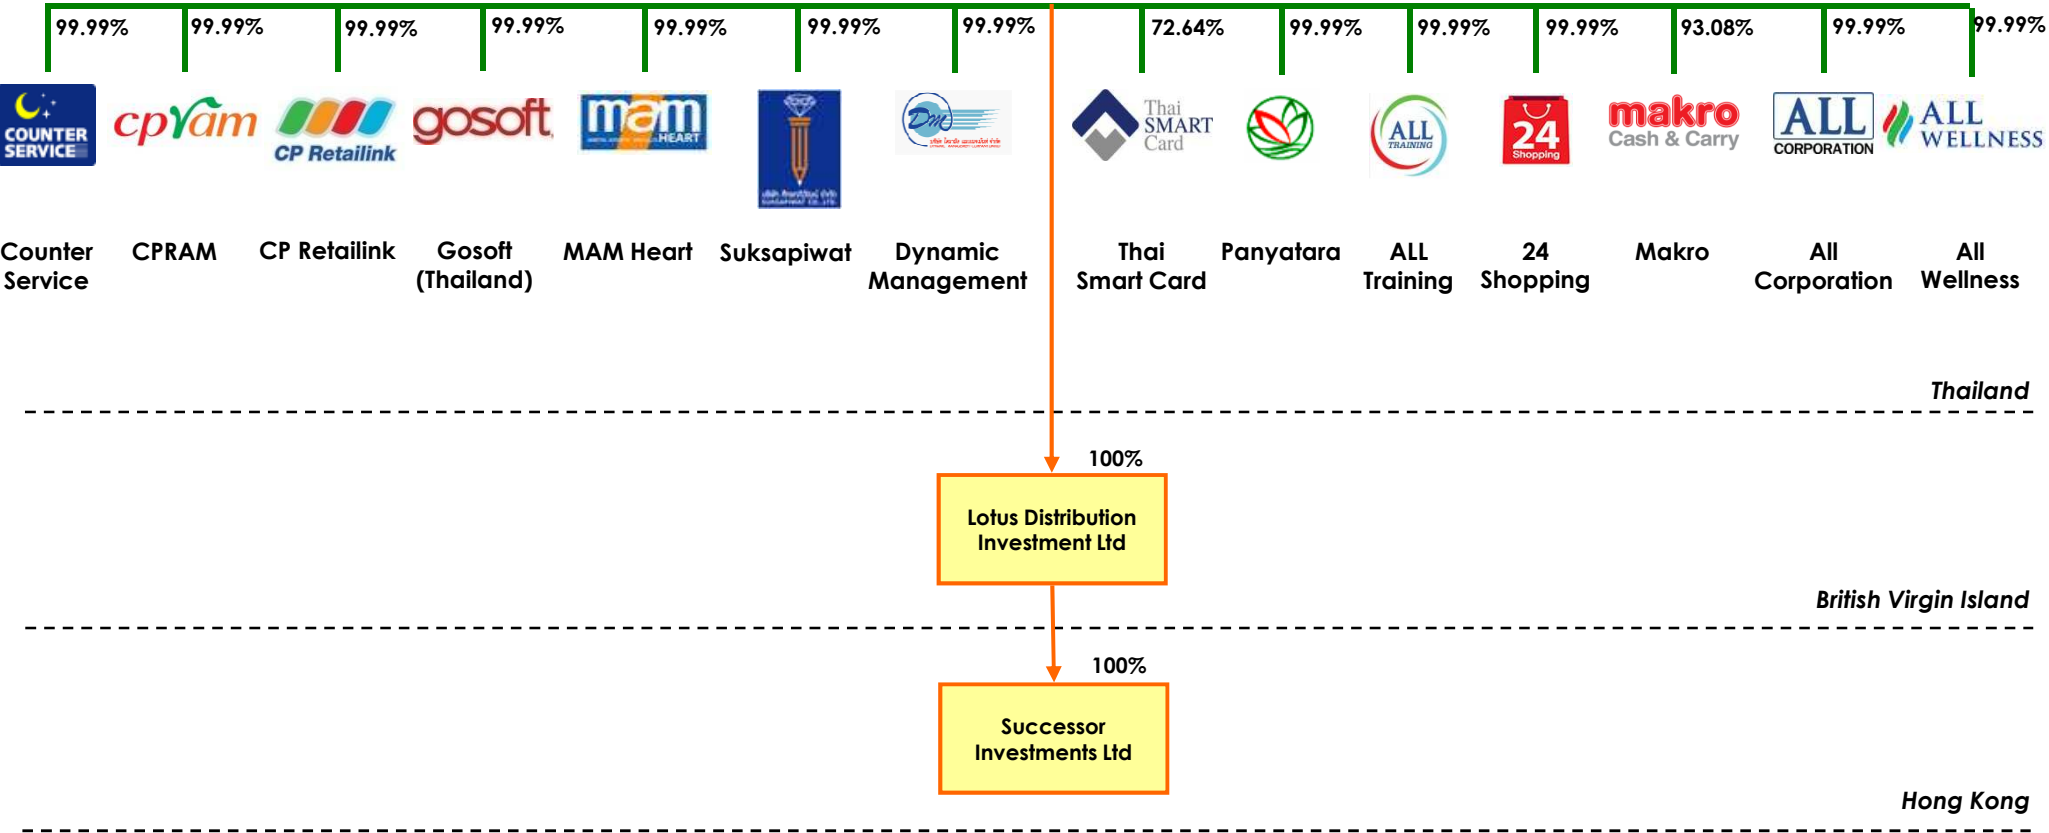 99.99% 99.99% 99.99% 99.99% 99.99% 99.99% 99.99% 72.64% 99.99% 99.99% 99.99% 93.08% 99.99% 99.99%
COUNTER
SERVICE
cpram
CP Retailink
gosoft
mam
HEART
SUKSAPIWAT CO.,LTD.
Dm
Thai
SMART
Card
ALL
TRAINING
24
Shopping
makro
Cash & Carry
ALL
CORPORATION
ALL
WELLNESS
Counter
Service
CPRAM
CP Retailink
Gosoft
(Thailand)
MAM Heart
Suksapiwat
Dynamic
Management
Thai
Smart Card
Panyatara
ALL
Training
24
Shopping
Makro
All
Corporation
All
Wellness
Thailand
100%
Lotus Distribution
Investment Ltd
British Virgin Island
100%
Successor
Investments Ltd
Hong Kong